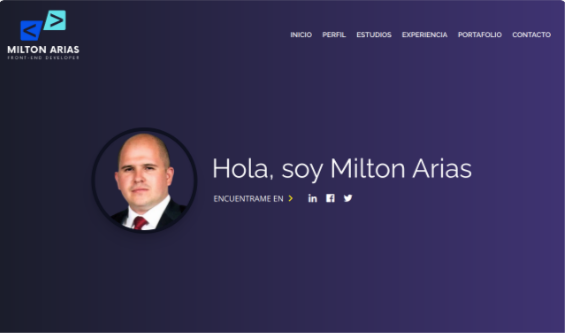 MILTON ARIAS
FRONT-END DEVELOPER
INICIO PERFIL ESTUDIOS EXPERIENCIA PORTAFOLIO CONTACTO
Hola, soy Milton Arias
ENCUENTRAME EN >